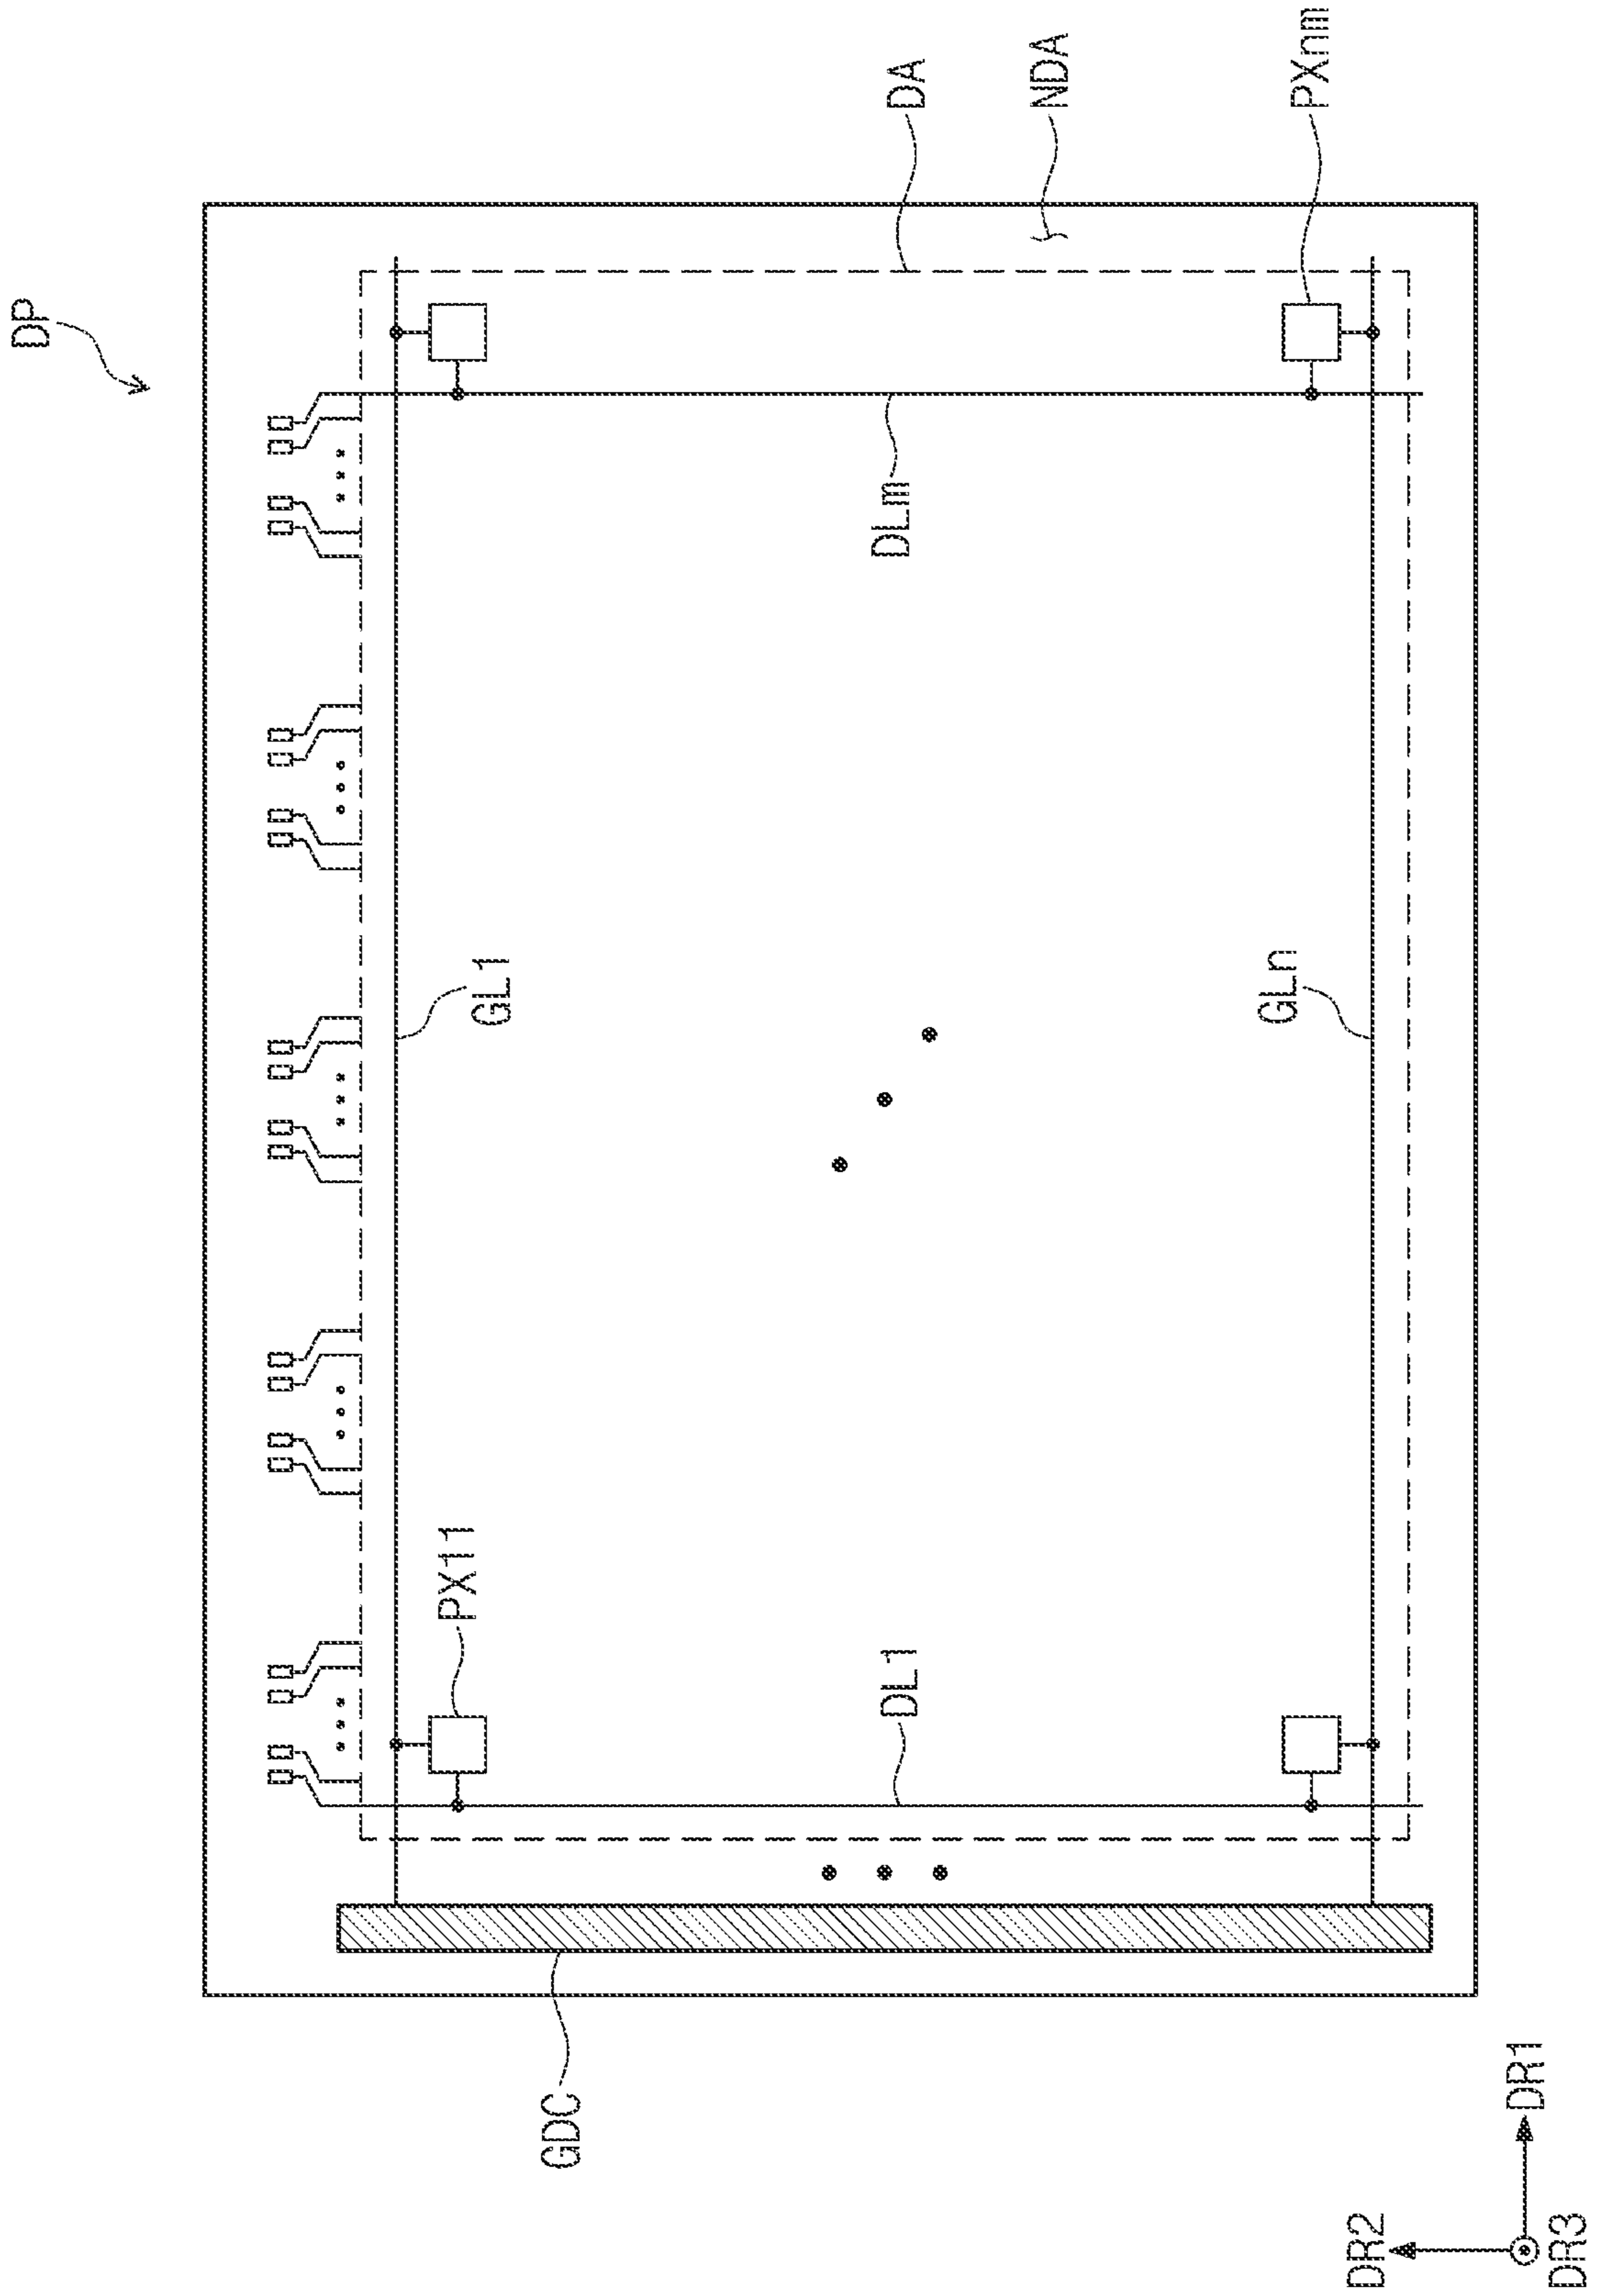 DP
DA
NDA
PXnm
DLm
GL1
GLn
PX11
DL1
GDC
DR1
DR2
DR3